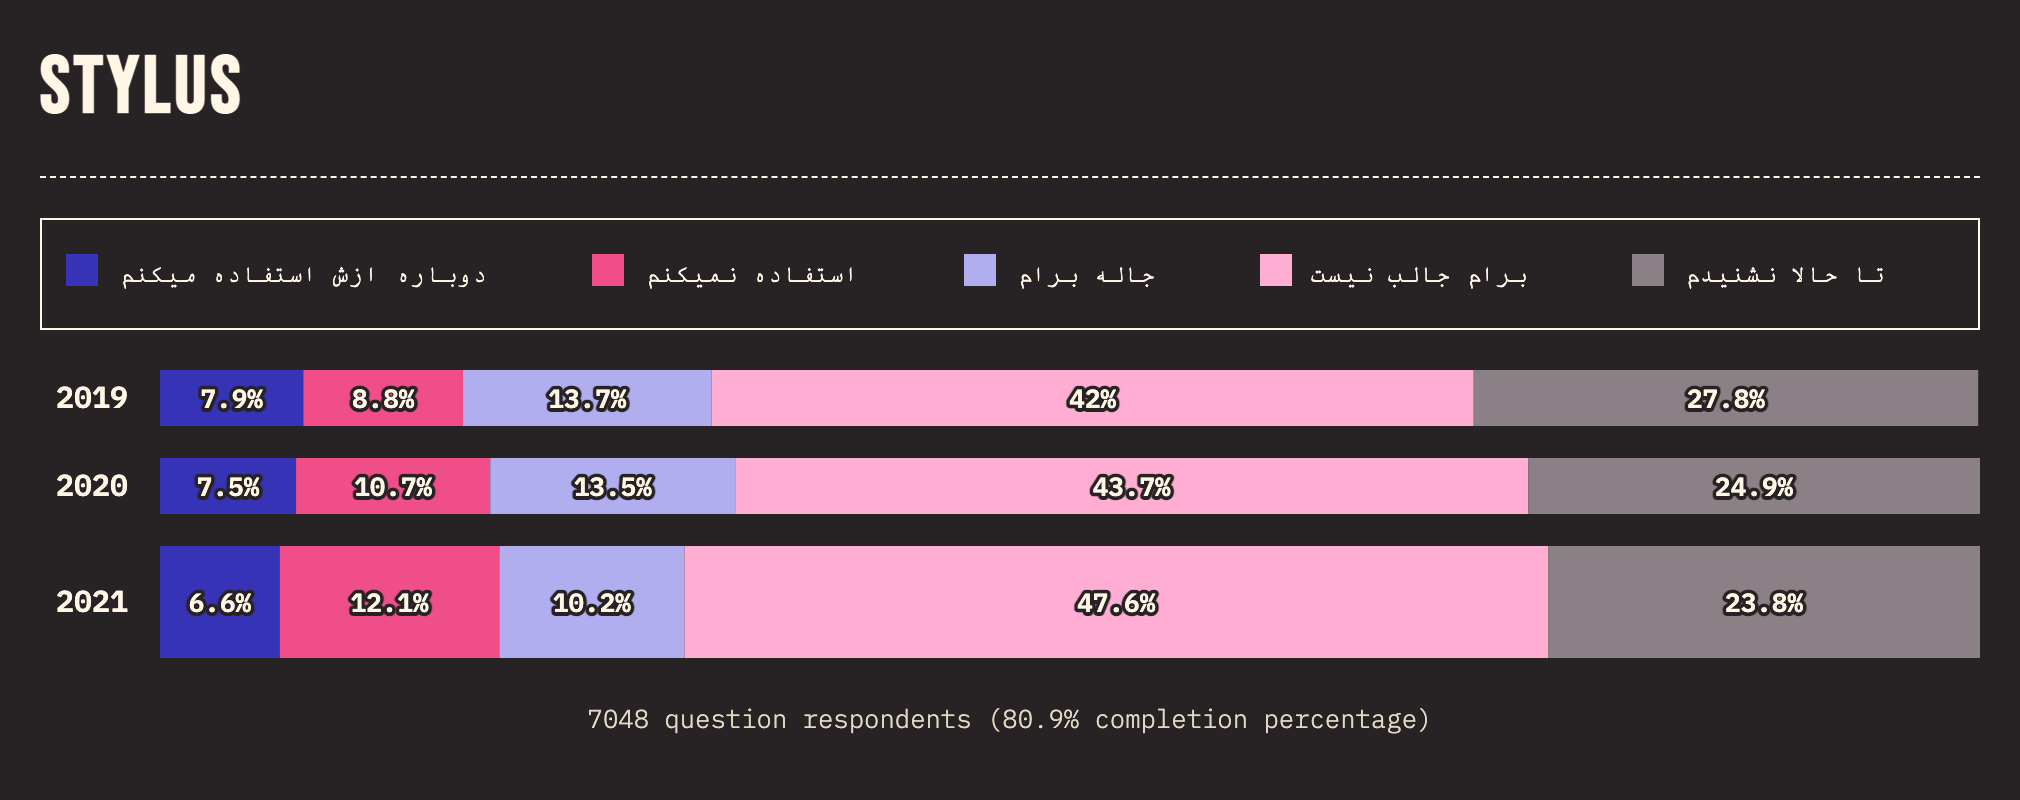 STYLUS
دوباره ازش استفاده میکنم
استفاده نمیکنم
جاله برام
برام جالب نیست
تا حالا نشنیدم
2019 7.9% 8.8% 13.7% 42% 27.8%
2020 7.5% 10.7% 13.5% 43.7% 24.9%
2021 6.6% 12.1% 10.2% 47.6% 23.8%
7048 question respondents (80.9% completion percentage)